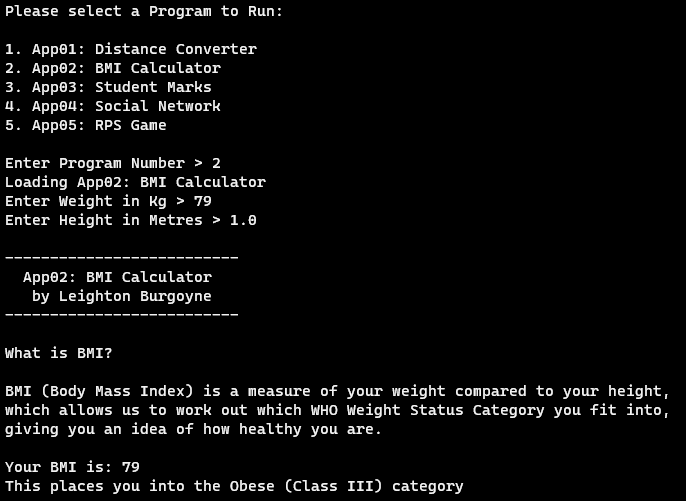 Please select a Program to Run:
1. App01: Distance Converter
2. App02: BMI Calculator
3. App03: Student Marks
4. App04: Social Network
5. App05: RPS Game
Enter Program Number > 2
Loading App02: BMI Calculator
Enter Weight in Kg > 79
Enter Height in Metres > 1.0
--------------------------
App02: BMI Calculator
by Leighton Burgoyne
--------------------------
What is BMI?
BMI (Body Mass Index) is a measure of your weight compared to your height,
which allows us to work out which WHO Weight Status Category you fit into,
giving you an idea of how healthy you are.
Your BMI is: 79
This places you into the Obese (Class III) category